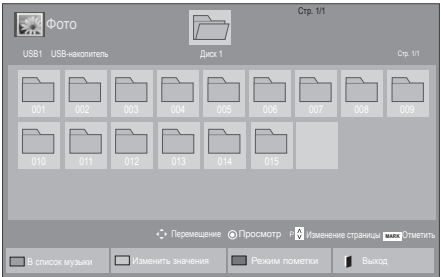 Стр. 1/1
Фото
USB1 USB-накопитель Диск 1 Стр. 1/1
001 002 003 004 005 006 007 008 009
010 011 012 013 014 015
Перемещение Просмотр P Изменение страницы MARK Отметить
В список музыки Изменить значения Режим пометки Выход